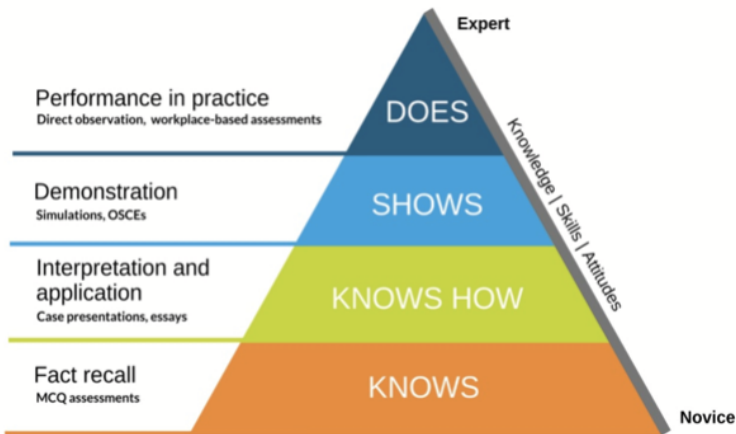 Expert
Performance in practice
Direct observation, workplace-based assessments
DOES
Knowledge | Skills | Attitudes
Demonstration
Simulations, OSCEs
SHOWS
Interpretation and
application
Case presentations, essays
KNOWS HOW
Fact recall
MCQ assessments
KNOWS
Novice